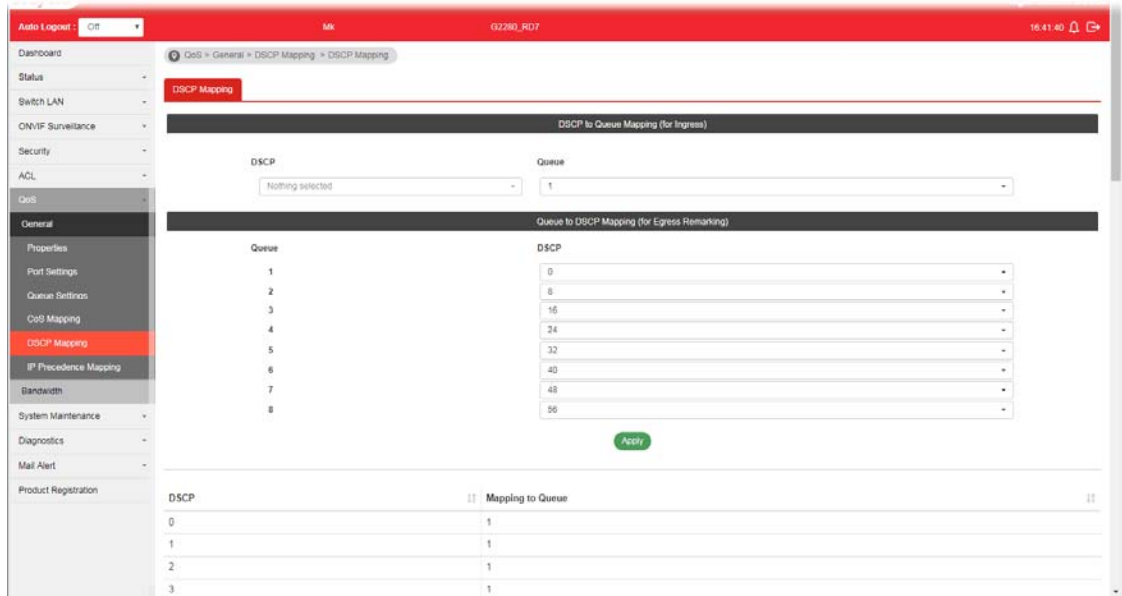 Auto Logout : Off Mk G2280_RD7 16:41:40
Dashboard
Status
Switch LAN
ONVIF Surveillance
Security
ACL
QoS
General
Properties
Port Settings
Queue Settings
CoS Mapping
DSCP Mapping
IP Precedence Mapping
Bandwidth
System Maintenance
Diagnostics
Mail Alert
Product Registration
QoS > General > DSCP Mapping > DSCP Mapping
DSCP Mapping
DSCP to Queue Mapping (for Ingress)
DSCP Queue
Nothing selected 1
Queue to DSCP Mapping (for Egress Remarking)
Queue DSCP
1 0
2 8
3 16
4 24
5 32
6 40
7 48
8 56
Apply
DSCP Mapping to Queue
0 1
1 1
2 1
3 1